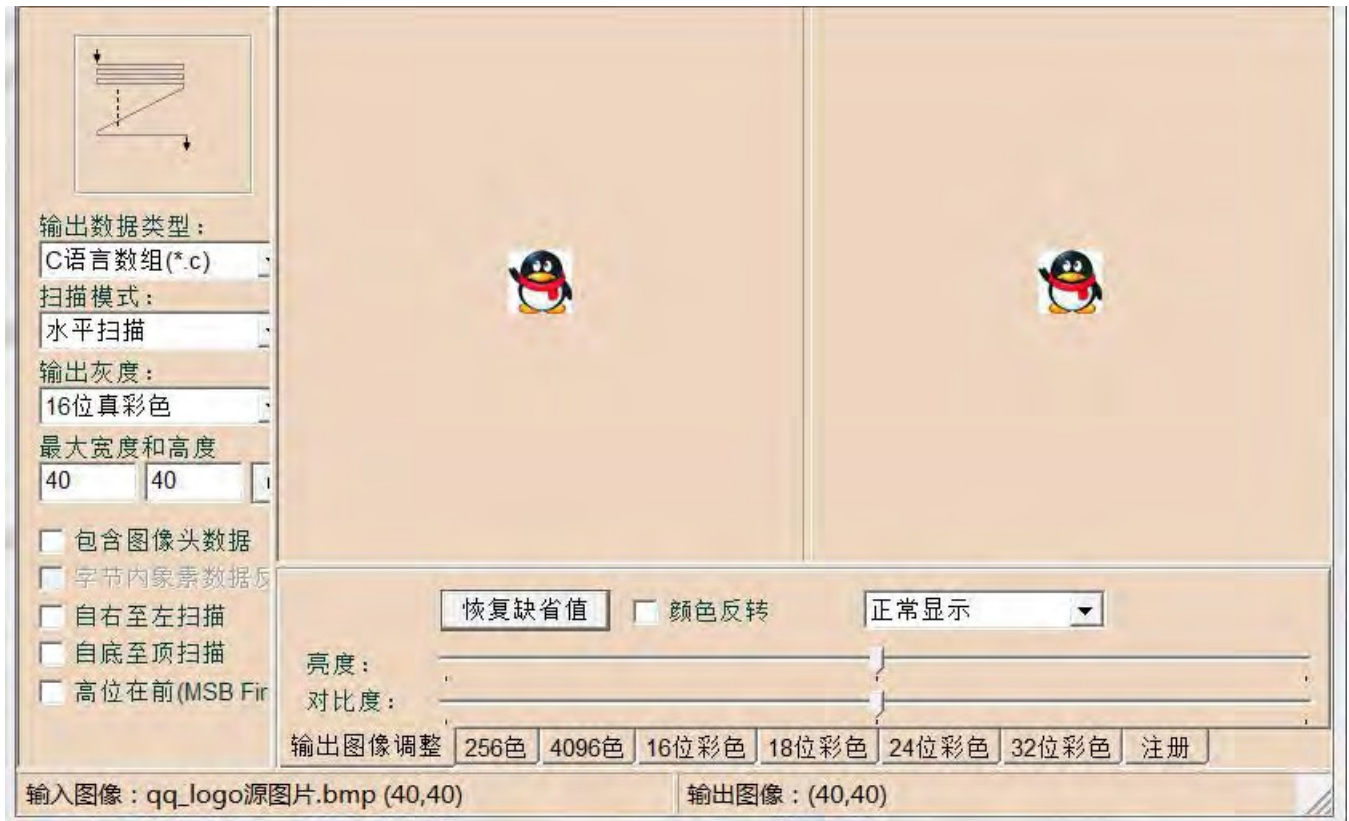 输出数据类型：
C语言数组(*.c)
扫描模式：
水平扫描
输出灰度：
16位真彩色
最大宽度和高度
40 40
包含图像头数据
字节内象素数据反
自右至左扫描
自底至顶扫描
高位在前(MSB Fir
恢复缺省值 颜色反转 正常显示
亮度：
对比度：
输出图像调整 256色 4096色 16位彩色 18位彩色 24位彩色 32位彩色 注册
输入图像：qq_logo源图片.bmp (40,40) 输出图像：(40,40)